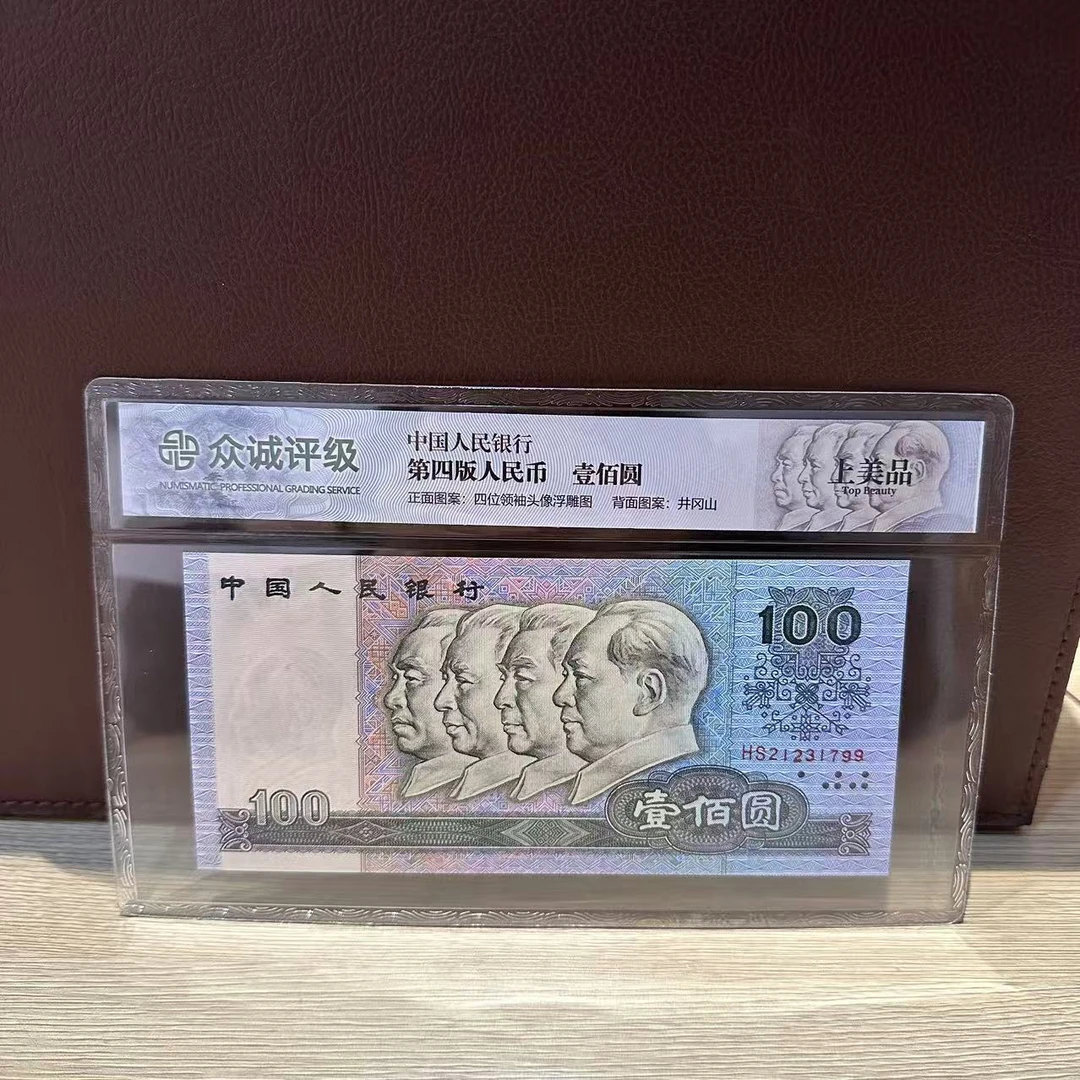 众诚评级
NUMISMATIC PROFESSIONAL GRADING SERVICE
中国人民银行
第四版人民币 壹佰圆
正面图案：四位领袖头像浮雕图 背面图案：井冈山
上美品
Top Beauty
中国人民银行
100
HS21231799
100
壹佰圆